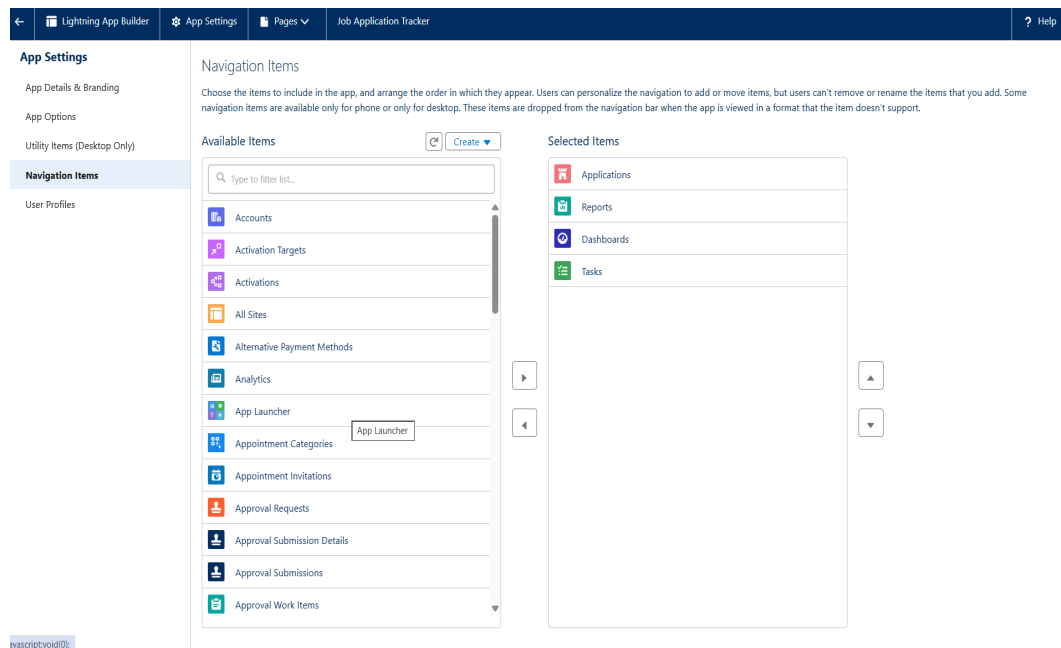 Lightning App Builder
App Settings
Pages
Job Application Tracker
? Help
App Settings
App Details & Branding
App Options
Utility Items (Desktop Only)
Navigation Items
User Profiles
Navigation Items
Choose the items to include in the app, and arrange the order in which they appear. Users can personalize the navigation to add or move items, but users can't remove or rename the items that you add. Some
navigation items are available only for phone or only for desktop. These items are dropped from the navigation bar when the app is viewed in a format that the item doesn't support.
Available Items
Create
Type to filter list...
Accounts
Activation Targets
Activations
All Sites
Alternative Payment Methods
Analytics
App Launcher
App Launcher
Appointment Categories
Appointment Invitations
Approval Requests
Approval Submission Details
Approval Submissions
Approval Work Items
Selected Items
Applications
Reports
Dashboards
Tasks
avascript:void(0);